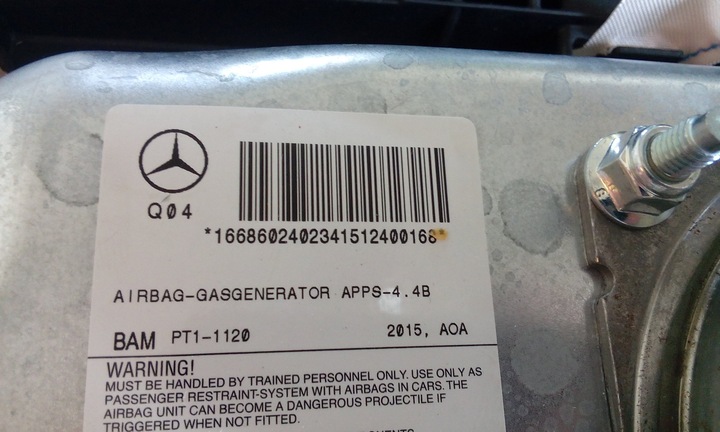 Q04
*16686024023415124001​68*
AIRBAG-GASGENERATOR APPS-4.4B
BAM PT1-1120 2015, AOA
WARNING!
MUST BE HANDLED BY TRAINED PERSONNEL ONLY. USE ONLY AS
PASSENGER RESTRAINT-SYSTEM WITH AIRBAGS IN CARS. THE
AIRBAG UNIT CAN BECOME A DANGEROUS PROJECTILE IF
TRIGGERED WHEN NOT FITTED.